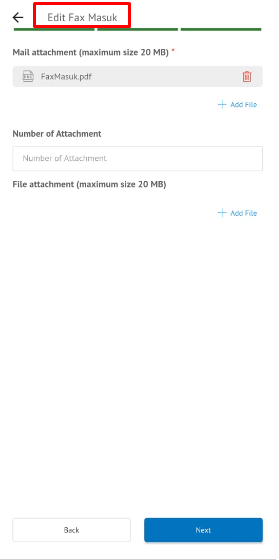 Edit Fax Masuk
Mail attachment (maximum size 20 MB) *
FaxMasuk.pdf
+ Add File
Number of Attachment
Number of Attachment
File attachment (maximum size 20 MB)
+ Add File
Back
Next